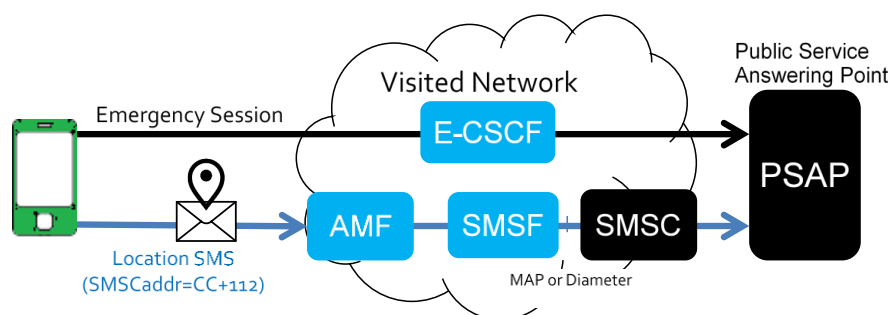 Public Service
Answering Point
Visited Network
Emergency Session
E-CSCF
PSAP
AMF
SMSF
SMSC
Location SMS
(SMSCaddr=CC+112)
MAP or Diameter